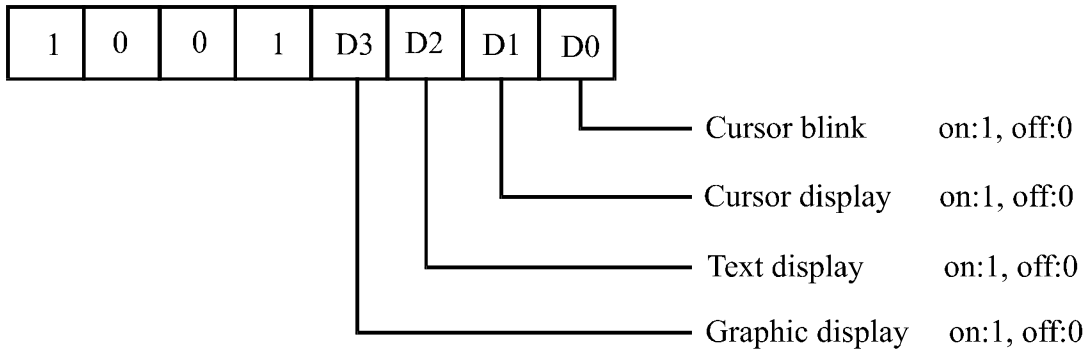 1 0 0 1 D3 D2 D1 D0
Cursor blink on:1, off:0
Cursor display on:1, off:0
Text display on:1, off:0
Graphic display on:1, off:0